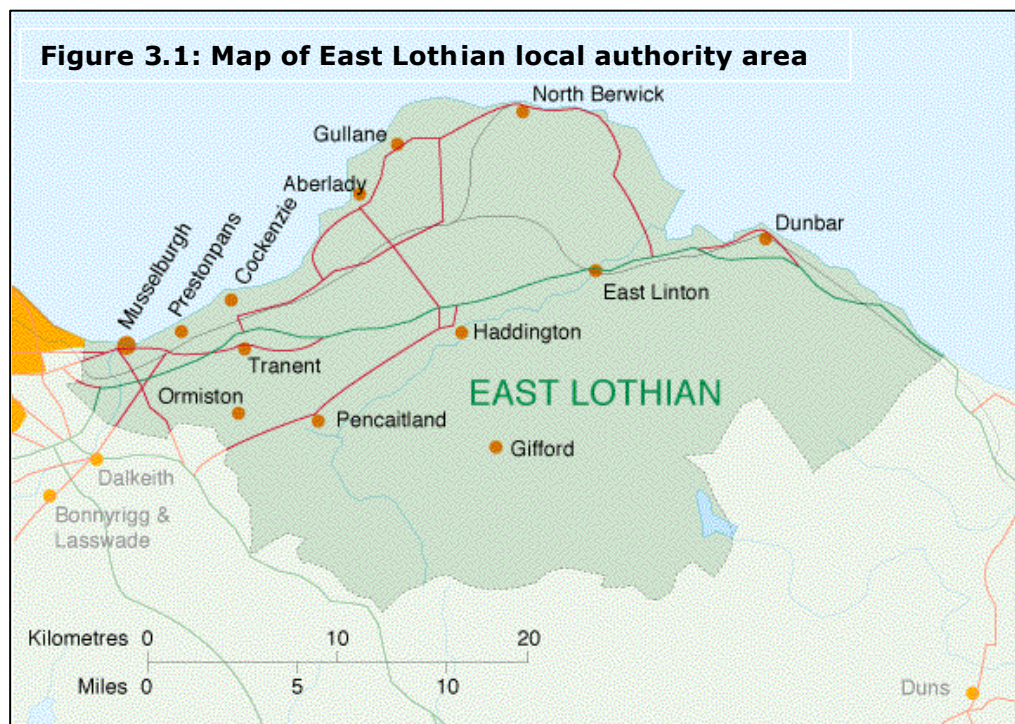 Figure 3.1: Map of East Lothian local authority area
North Berwick
Gullane
Aberlady
Cockenzie
Prestonpans
Musselburgh
Dunbar
East Linton
Haddington
Tranent
Ormiston
EAST LOTHIAN
Pencaitland
Gifford
Dalkeith
Bonnyrigg &
Lasswade
Kilometres 0 10 20
Miles 0 5 10
Duns